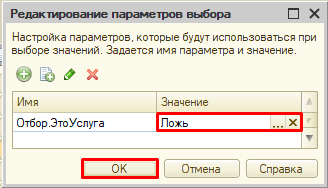 Редактирование параметров выбора
Настройка параметров, которые будут использоваться при
выборе значений. Задается имя параметра и значение.
Имя Значение
Отбор.ЭтоУслуга Ложь ...
OK Отмена Справка